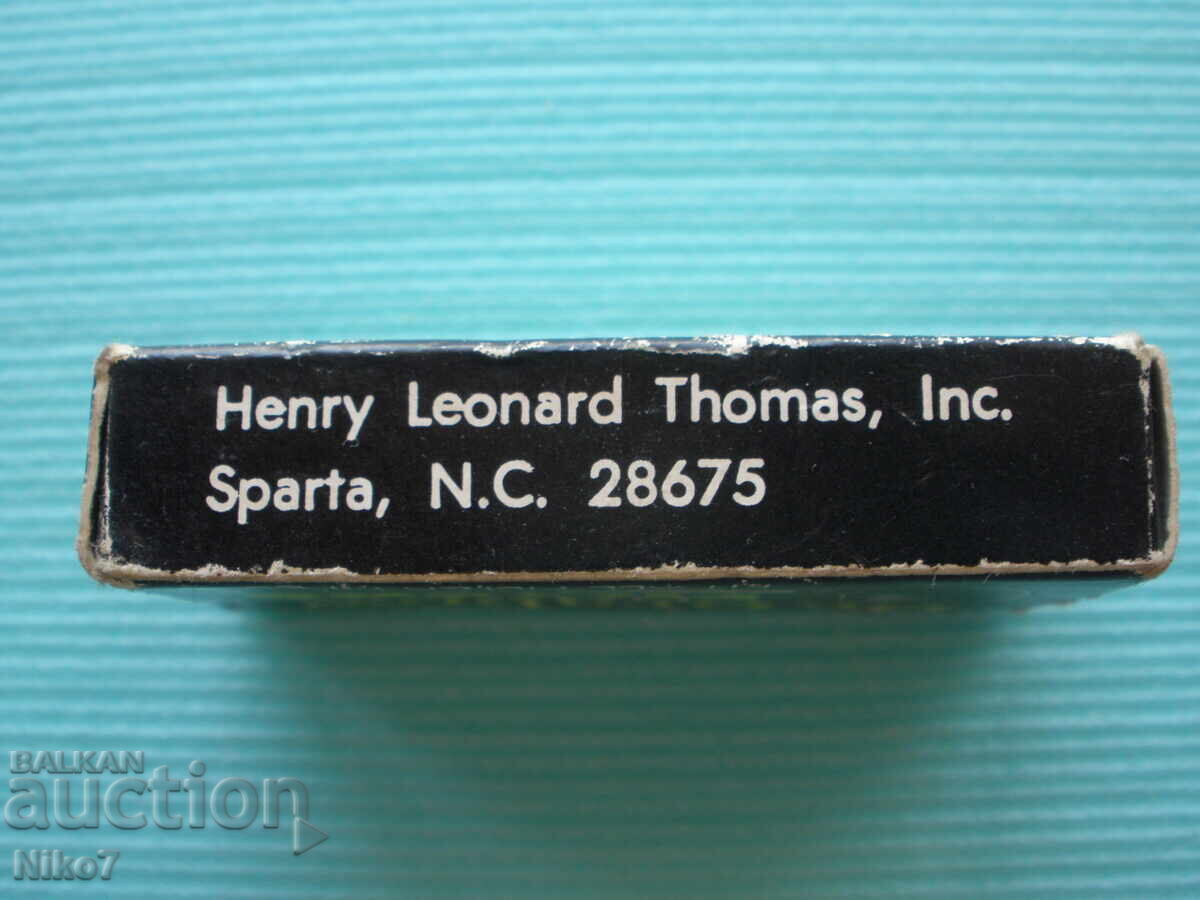 Henry Leonard Thomas, Inc.
Sparta, N.C. 28675
BALKAN
auction
Niko7